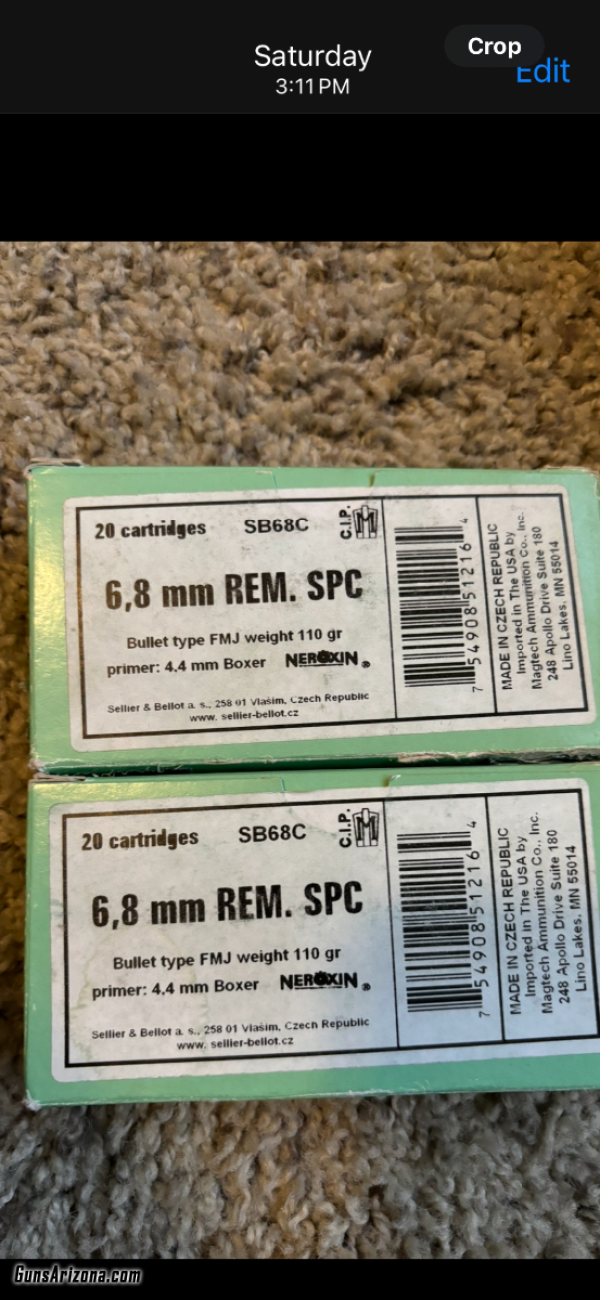 Saturday
3:11 PM
Crop
Edit
20 cartridges SB68C C.I.P.
6,8 mm REM. SPC
Bullet type FMJ weight 110 gr
primer: 4.4 mm Boxer NEROXIN®
Sellier & Bellot a. s., 258 01 Vlašim, Czech Republic
www. sellier-bellot.cz
7 54908 51216 4
MADE IN CZECH REPUBLIC
Imported in The USA by
Magtech Ammunition Co., Inc.
248 Apollo Drive Suite 180
Lino Lakes, MN 55014
20 cartridges SB68C C.I.P.
6,8 mm REM. SPC
Bullet type FMJ weight 110 gr
primer: 4.4 mm Boxer NEROXIN®
Sellier & Bellot a. s., 258 01 Vlašim, Czech Republic
www. sellier-bellot.cz
7 54908 51216 4
MADE IN CZECH REPUBLIC
Imported in The USA by
Magtech Ammunition Co., Inc.
248 Apollo Drive Suite 180
Lino Lakes, MN 55014
GunsArizona.com